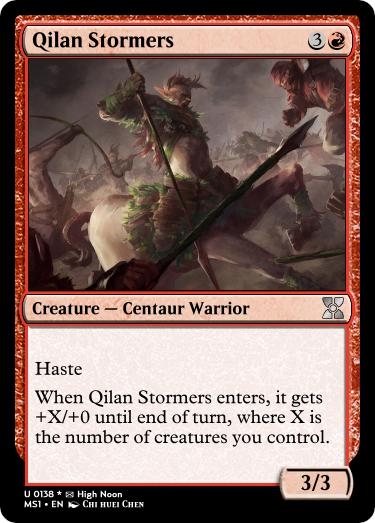 Qilan Stormers 3
Creature — Centaur Warrior
Haste
When Qilan Stormers enters, it gets
+X/+0 until end of turn, where X is
the number of creatures you control.
3/3
U 0138 * High Noon
MS1 • EN Chi Huei Chen